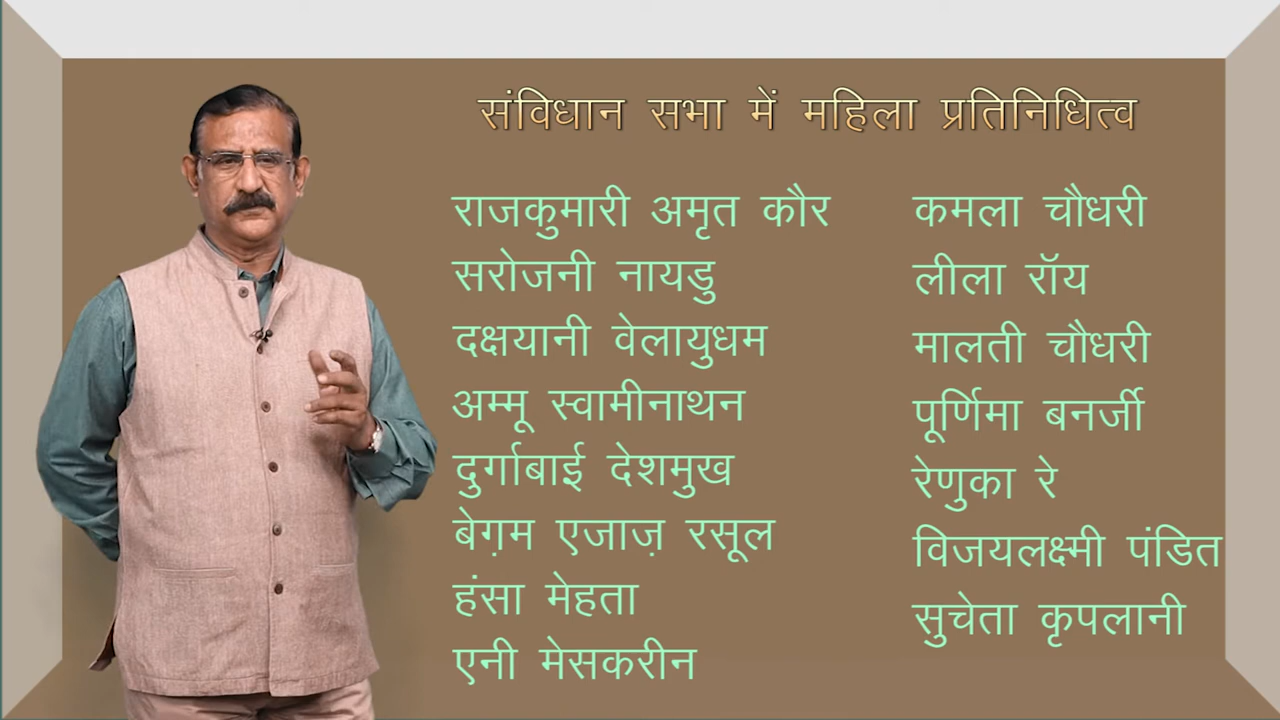 संविधान सभा में महिला प्रतिनिधित्व
राजकुमारी अमृत कौर
सरोजनी नायडु
दक्षयानी वेलायुधम
अम्मू स्वामीनाथन
दुर्गाबाई देशमुख
बेग़म एजाज़ रसूल
हंसा मेहता
एनी मेसकरीन
कमला चौधरी
लीला रॉय
मालती चौधरी
पूर्णिमा बनर्जी
रेणुका रे
विजयलक्ष्मी पंडित
सुचेता कृपलानी